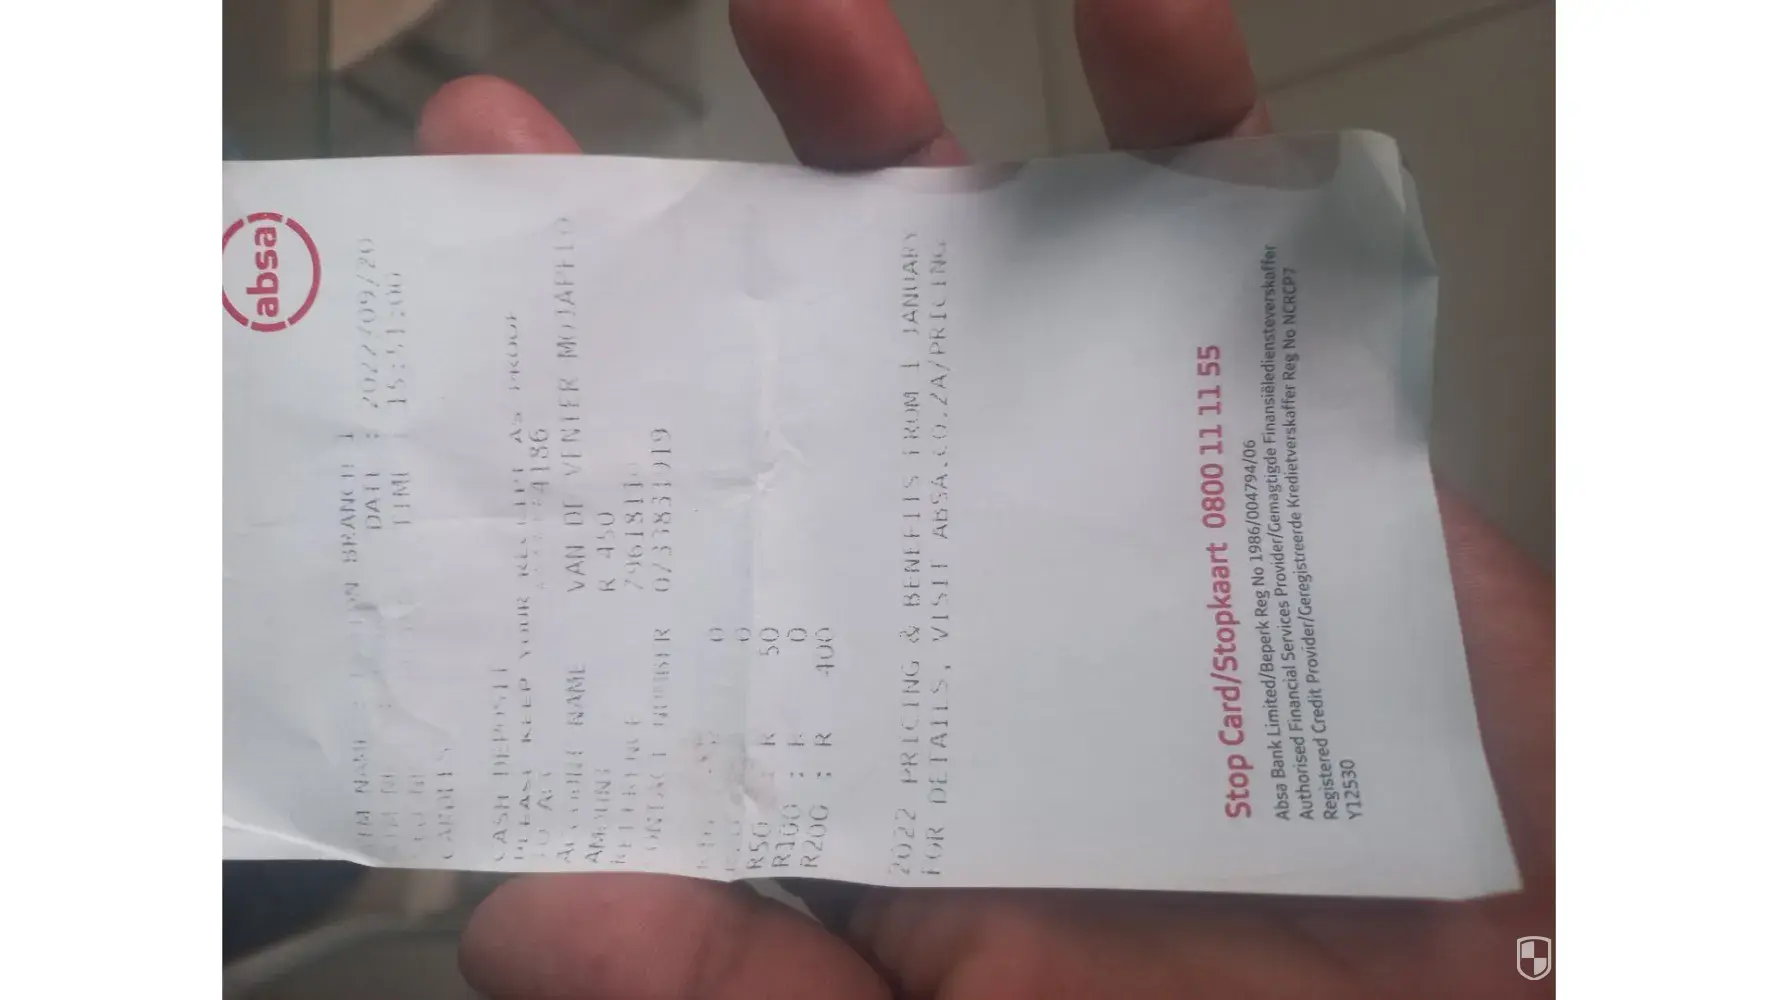 absa
BRANCH 1
DATE : 2022/09/20
TIME : 15:51:00
CASH DEPOSIT
PLEASE KEEP YOUR RECEIPT AS PROOF
TO AC 4186
ACCOUNT NAME VAN DE VENTER MOJAPELO
AMOUNT R 450
REFERENCE
CONTACT NUMBER
0
0
R50 : R 50
R100 : R 0
R200 : R 400
2022 PRICING & BENEFITS FROM 1 JANUARY
FOR DETAILS, VISIT ABSA.CO.ZA/PRICING
Stop Card/Stopkaart 0800 11 11 55
Absa Bank Limited/Beperk Reg No 1986/004794/06
Authorised Financial Services Provider/Gemagtigde Finansiëlediensteverskaffer
Registered Credit Provider/Geregistreerde Kredietverskaffer Reg No NCRCP7
Y12530